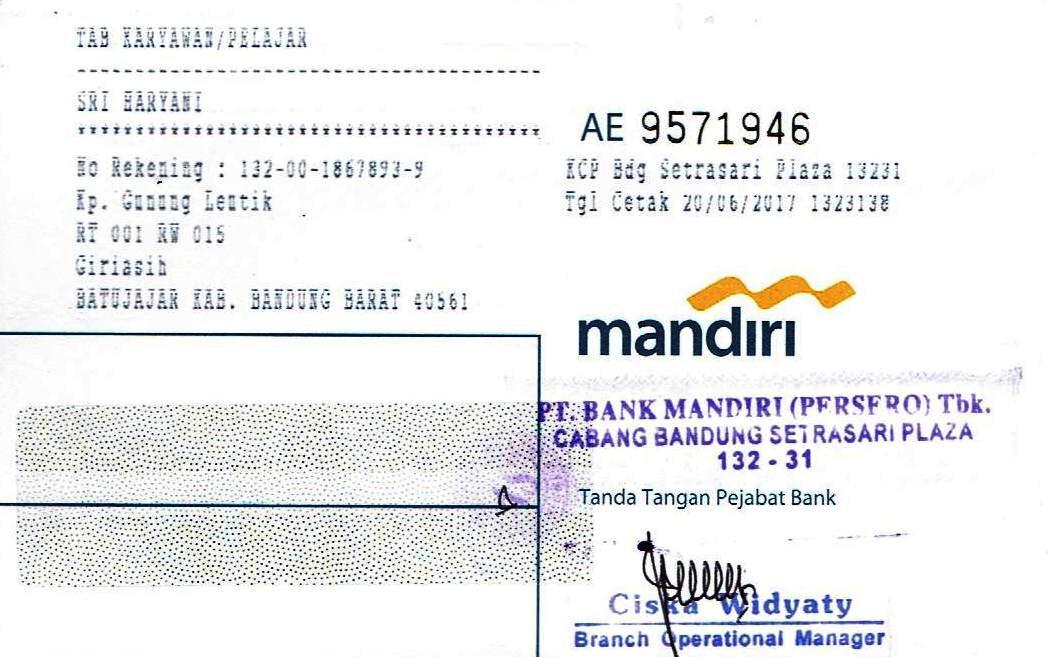 TAB KARYAWAN/PELAJAR
SRI HARYANI
No Rekening : 132-00-1867893-9
Kp. Gunung Leutik
RT 001 RW 015
Giriasih
BATUJAJAR KAB. BANDUNG BARAT 40561
AE 9571946
KCP Bdg Setrasari Plaza 13231
Tgl Cetak 20/06/2017 1323138
mandiri
PT. BANK MANDIRI (PERSERO) Tbk.
CABANG BANDUNG SETRASARI PLAZA
132 - 31
Tanda Tangan Pejabat Bank
Ciska Widyaty
Branch Operational Manager